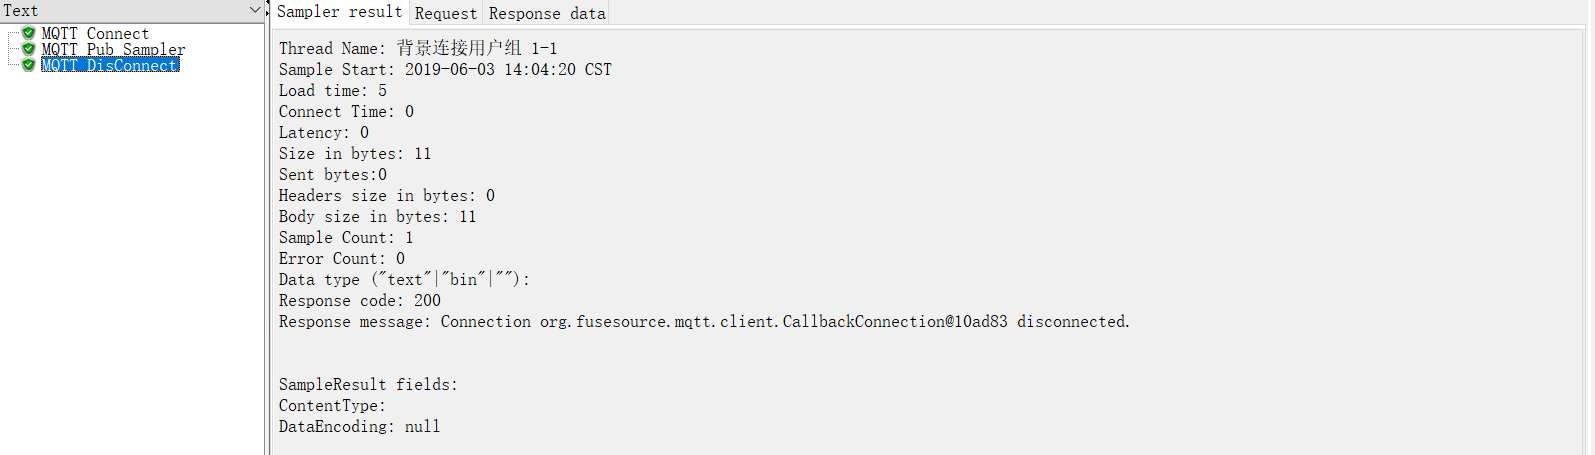 Text
MQTT Connect
MQTT Pub Sampler
MQTT DisConnect
Sampler result Request Response data
Thread Name: 背景连接用户组 1-1
Sample Start: 2019-06-03 14:04:20 CST
Load time: 5
Connect Time: 0
Latency: 0
Size in bytes: 11
Sent bytes:0
Headers size in bytes: 0
Body size in bytes: 11
Sample Count: 1
Error Count: 0
Data type ("text"|"bin"|""):
Response code: 200
Response message: Connection org.fusesource.mqtt.client.CallbackConnection@10ad83 disconnected.
SampleResult fields:
ContentType:
DataEncoding: null